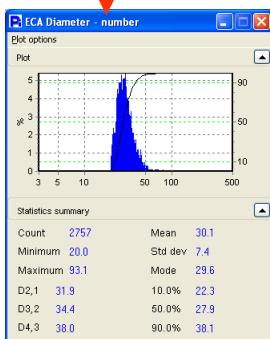 ECA Diameter - number
Plot options
Plot
5
4
3
2
1
0
%
90
50
10
3 5 10 50 100 500
Statistics summary
Count 2757 Mean 30.1
Minimum 20.0 Std dev 7.4
Maximum 93.1 Mode 29.6
D2,1 31.9 10.0% 22.3
D3,2 34.4 50.0% 27.9
D4,3 38.0 90.0% 38.1